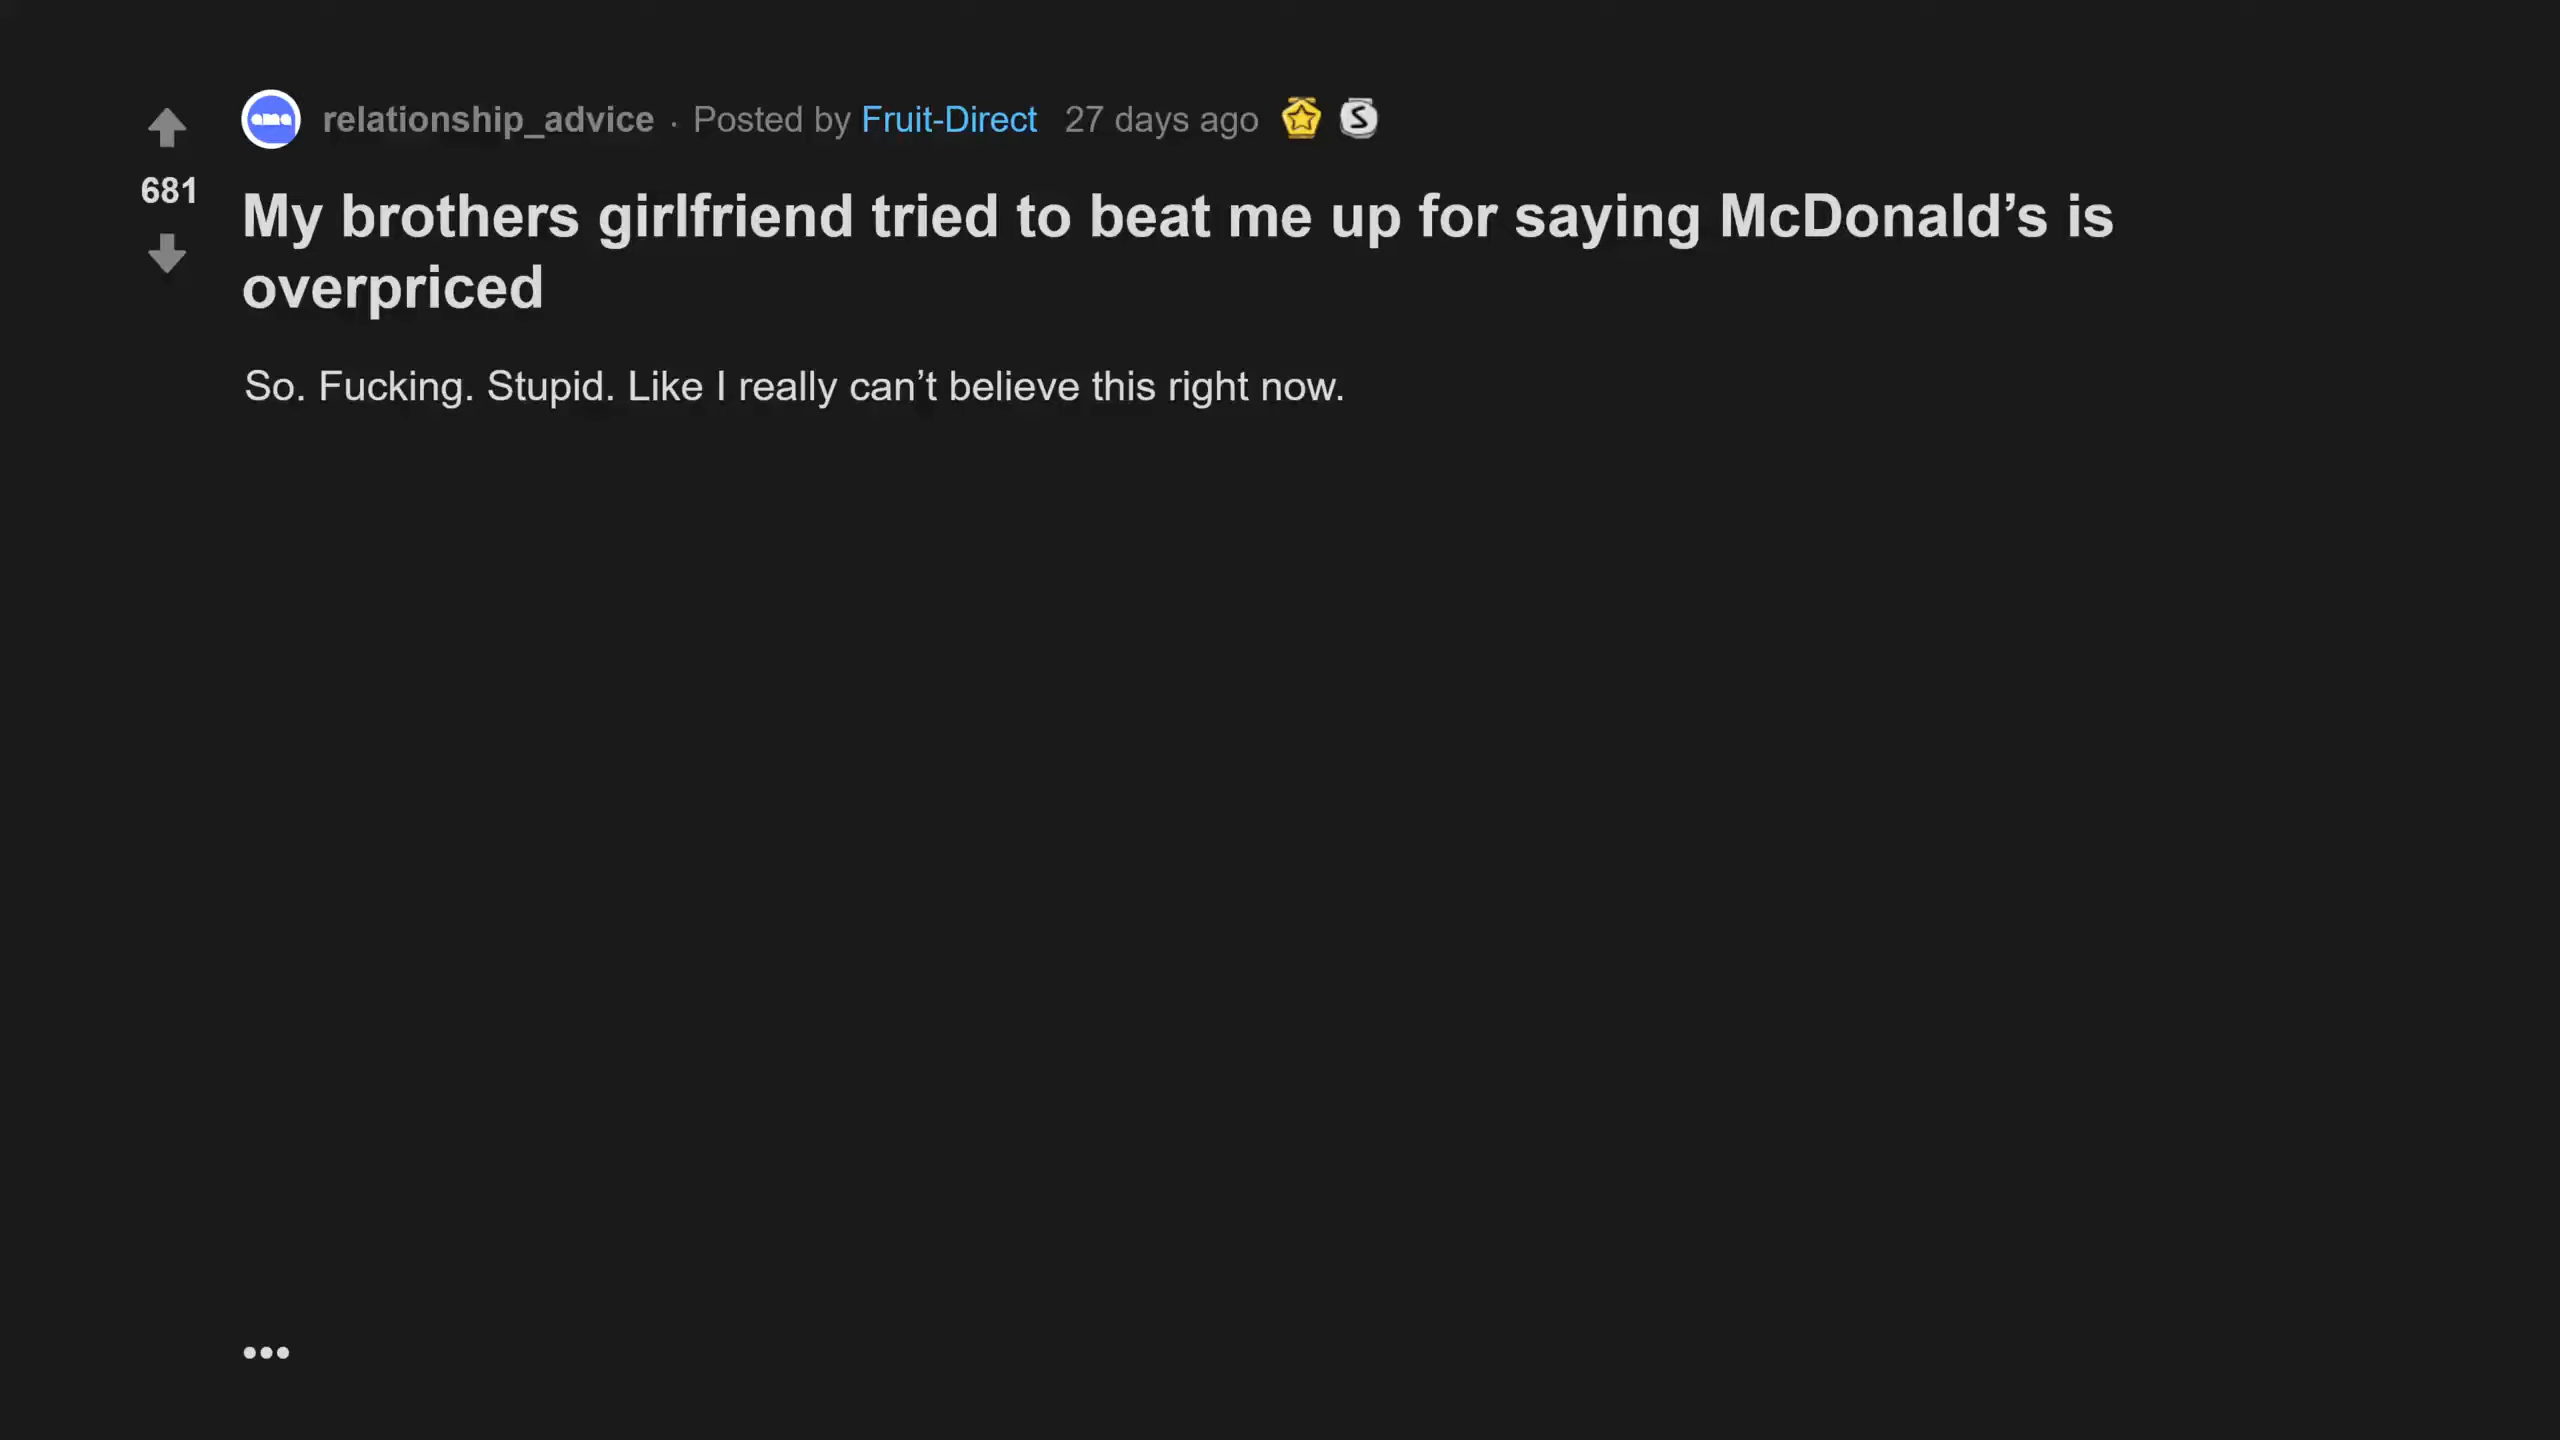 relationship_advice · Posted by Fruit-Direct 27 days ago
681
My brothers girlfriend tried to beat me up for saying McDonald’s is
overpriced
So. Fucking. Stupid. Like I really can’t believe this right now.